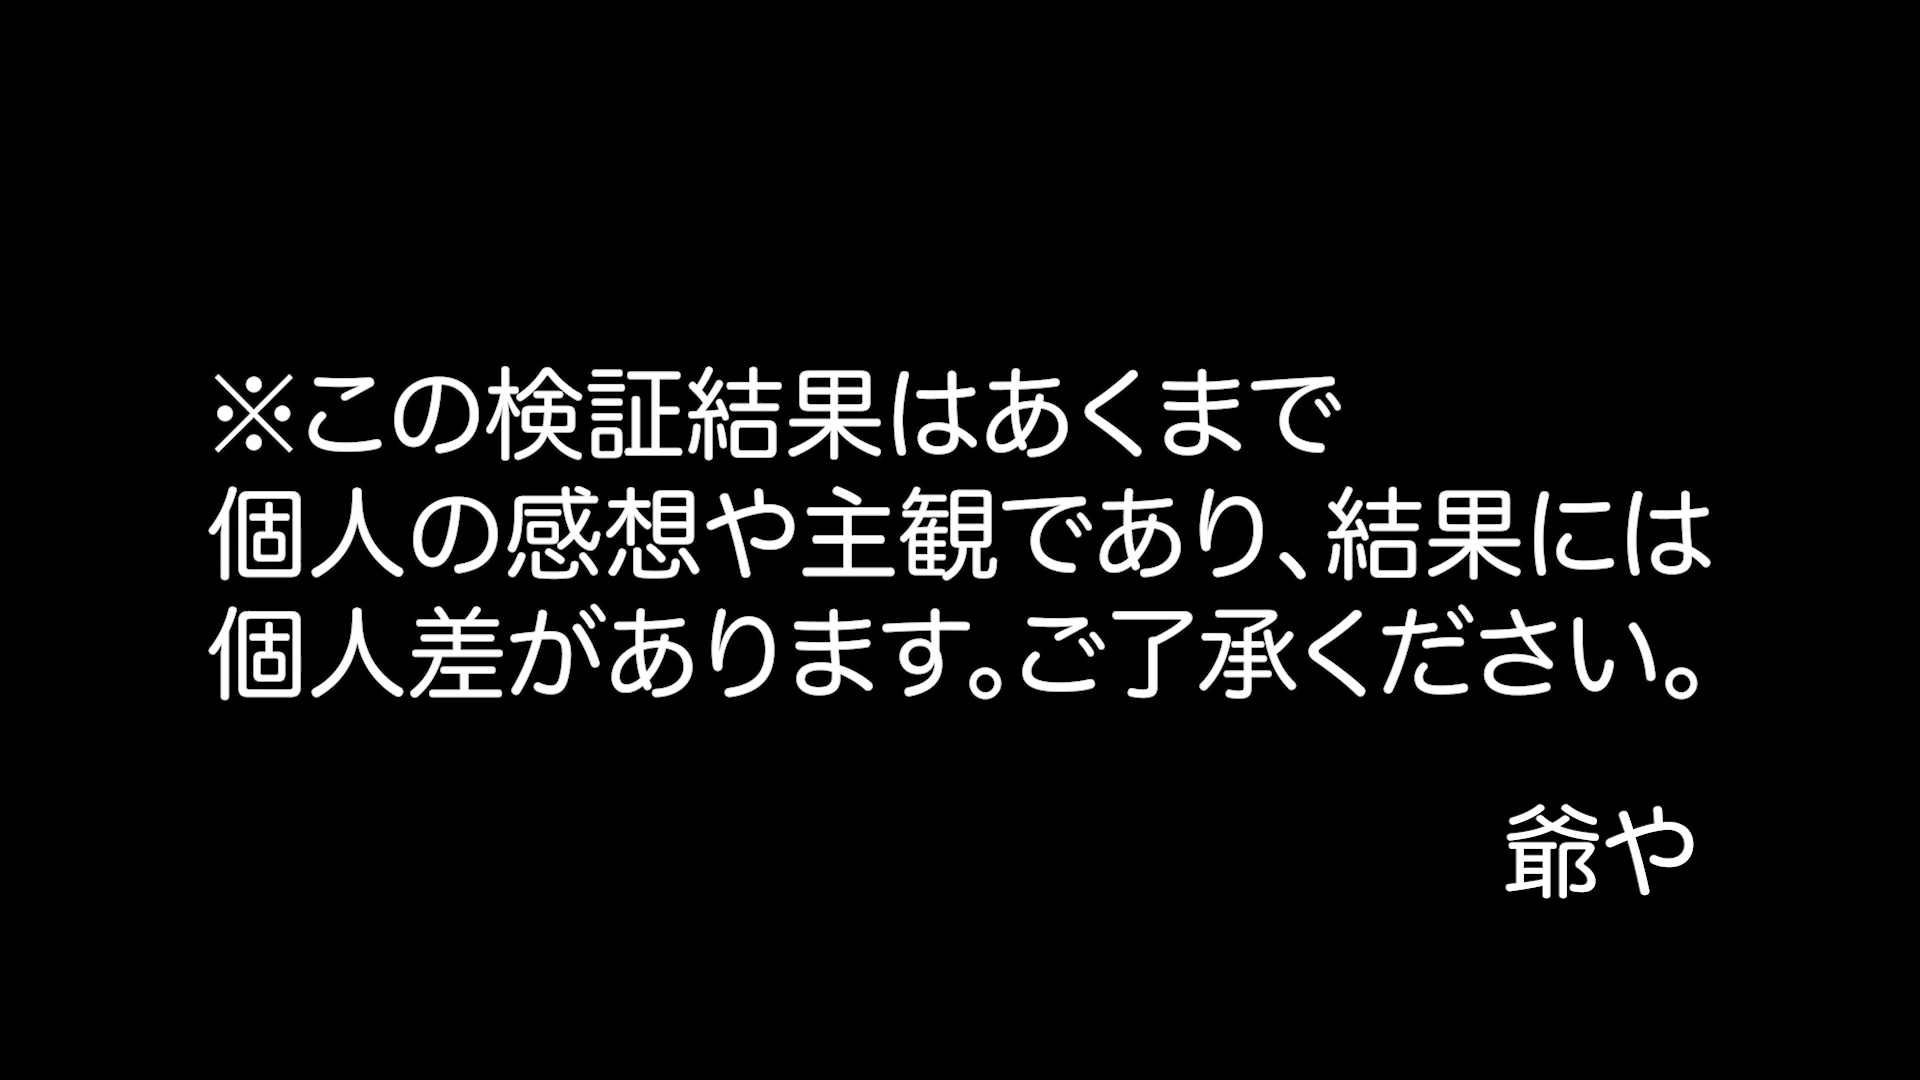 ※この検証結果はあくまで
個人の感想や主観であり、結果には
個人差があります。ご了承ください。
爺や